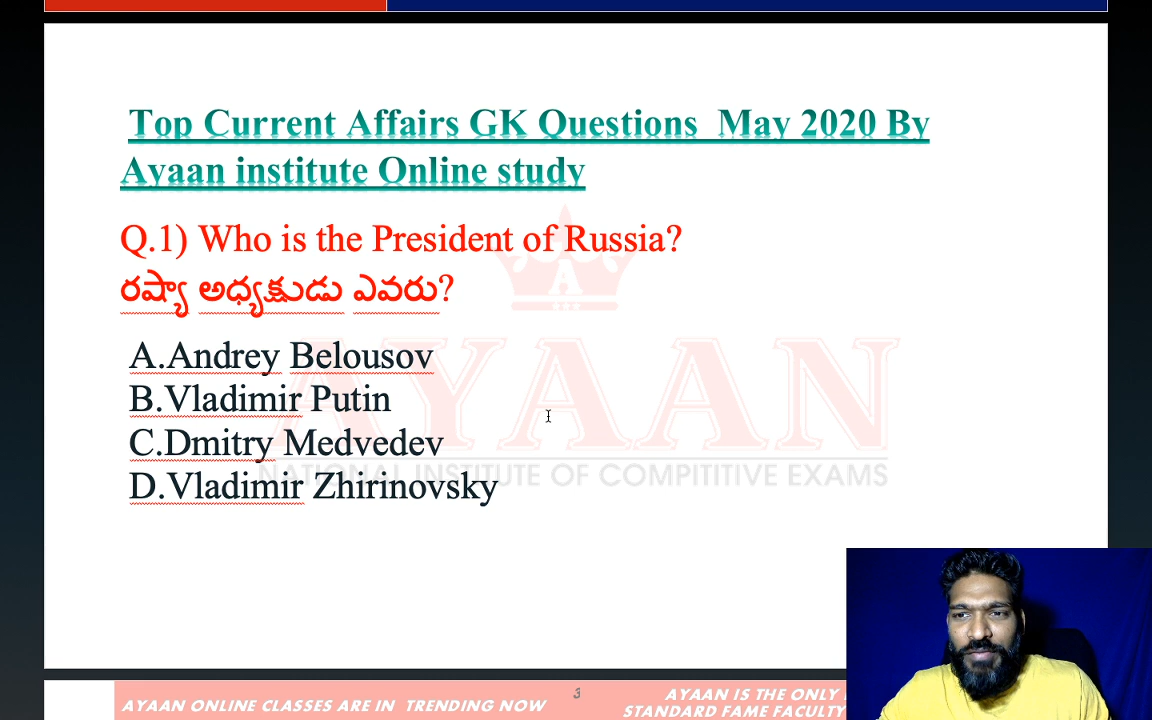 Top Current Affairs GK Questions  May 2020 By
Ayaan institute Online study
Q.1) Who is the President of Russia?
రష్యా అధ్యక్షుడు ఎవరు?
A.Andrey Belousov
B.Vladimir Putin
C.Dmitry Medvedev
D.Vladimir Zhirinovsky
A
AYAAN
NATIONAL INSTITUTE OF COMPITITIVE EXAMS
3
AYAAN ONLINE CLASSES ARE IN  TRENDING NOW
AYAAN IS THE ONLY
STANDARD FAME FACULTY